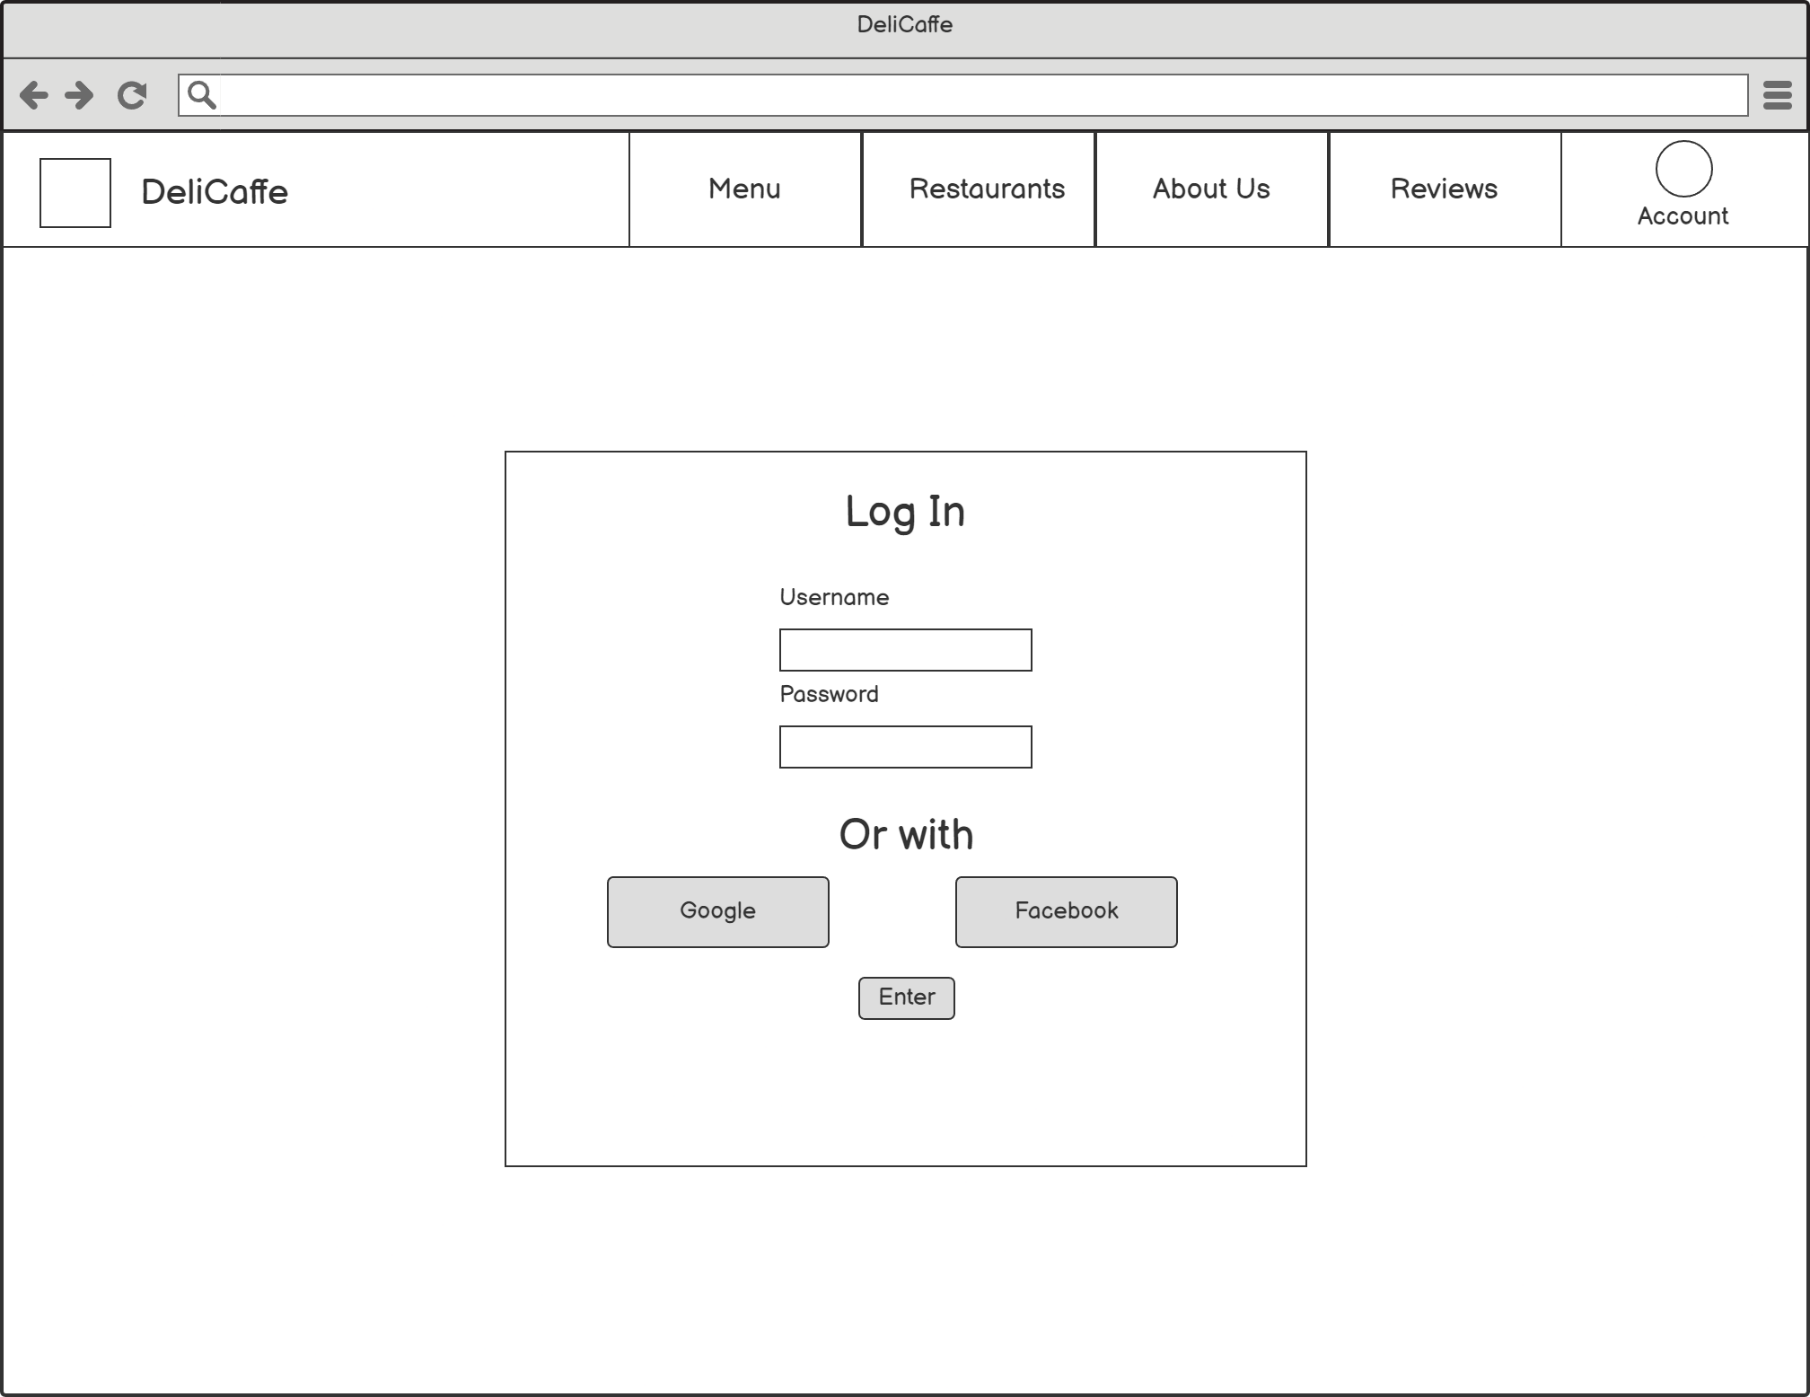 DeliCaffe
DeliCaffe
Menu
Restaurants
About Us
Reviews
Account
Log In
Username
Password
Or with
Google
Facebook
Enter